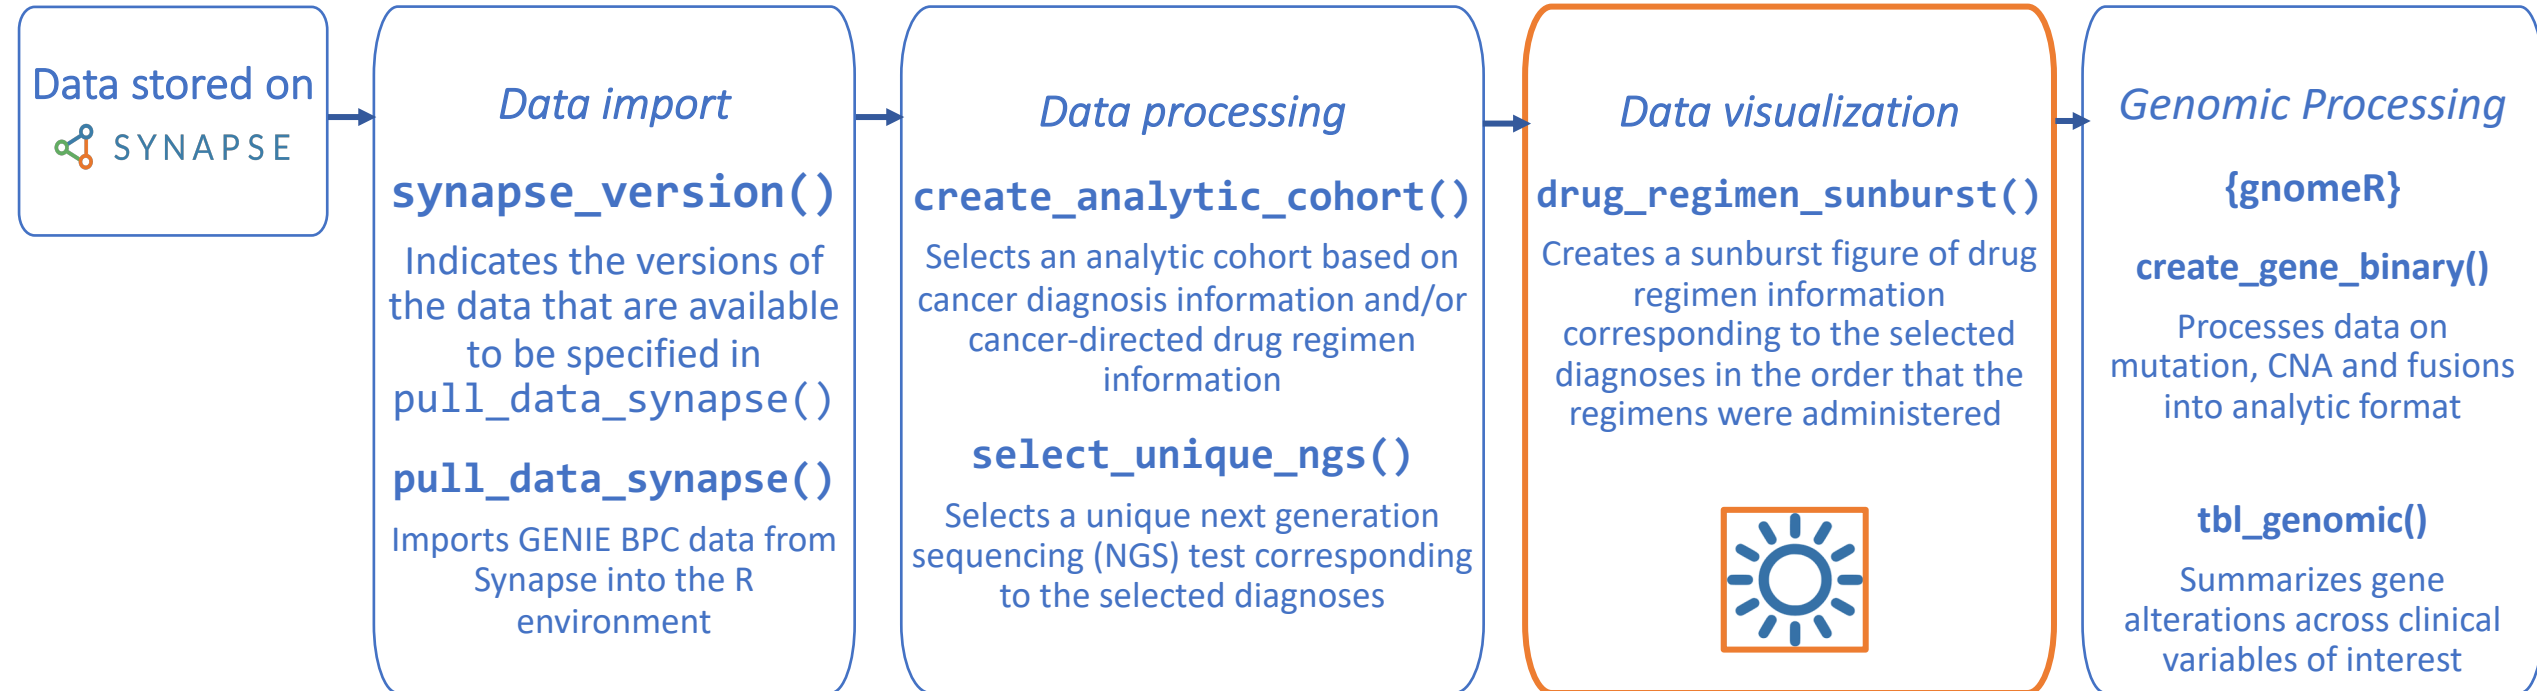 Data stored on
SYNAPSE
Data import
synapse_version()
Indicates the versions of
the data that are available
to be specified in
pull_data_synapse()
pull_data_synapse()
Imports GENIE BPC data from
Synapse into the R
environment
Data processing
create_analytic_cohort()
Selects an analytic cohort based on
cancer diagnosis information and/or
cancer-directed drug regimen
information
select_unique_ngs()
Selects a unique next generation
sequencing (NGS) test corresponding
to the selected diagnoses
Data visualization
drug_regimen_sunburst()
Creates a sunburst figure of drug
regimen information
corresponding to the selected
diagnoses in the order that the
regimens were administered
Genomic Processing
{gnomeR}
create_gene_binary()
Processes data on
mutation, CNA and fusions
into analytic format
tbl_genomic()
Summarizes gene
alterations across clinical
variables of interest